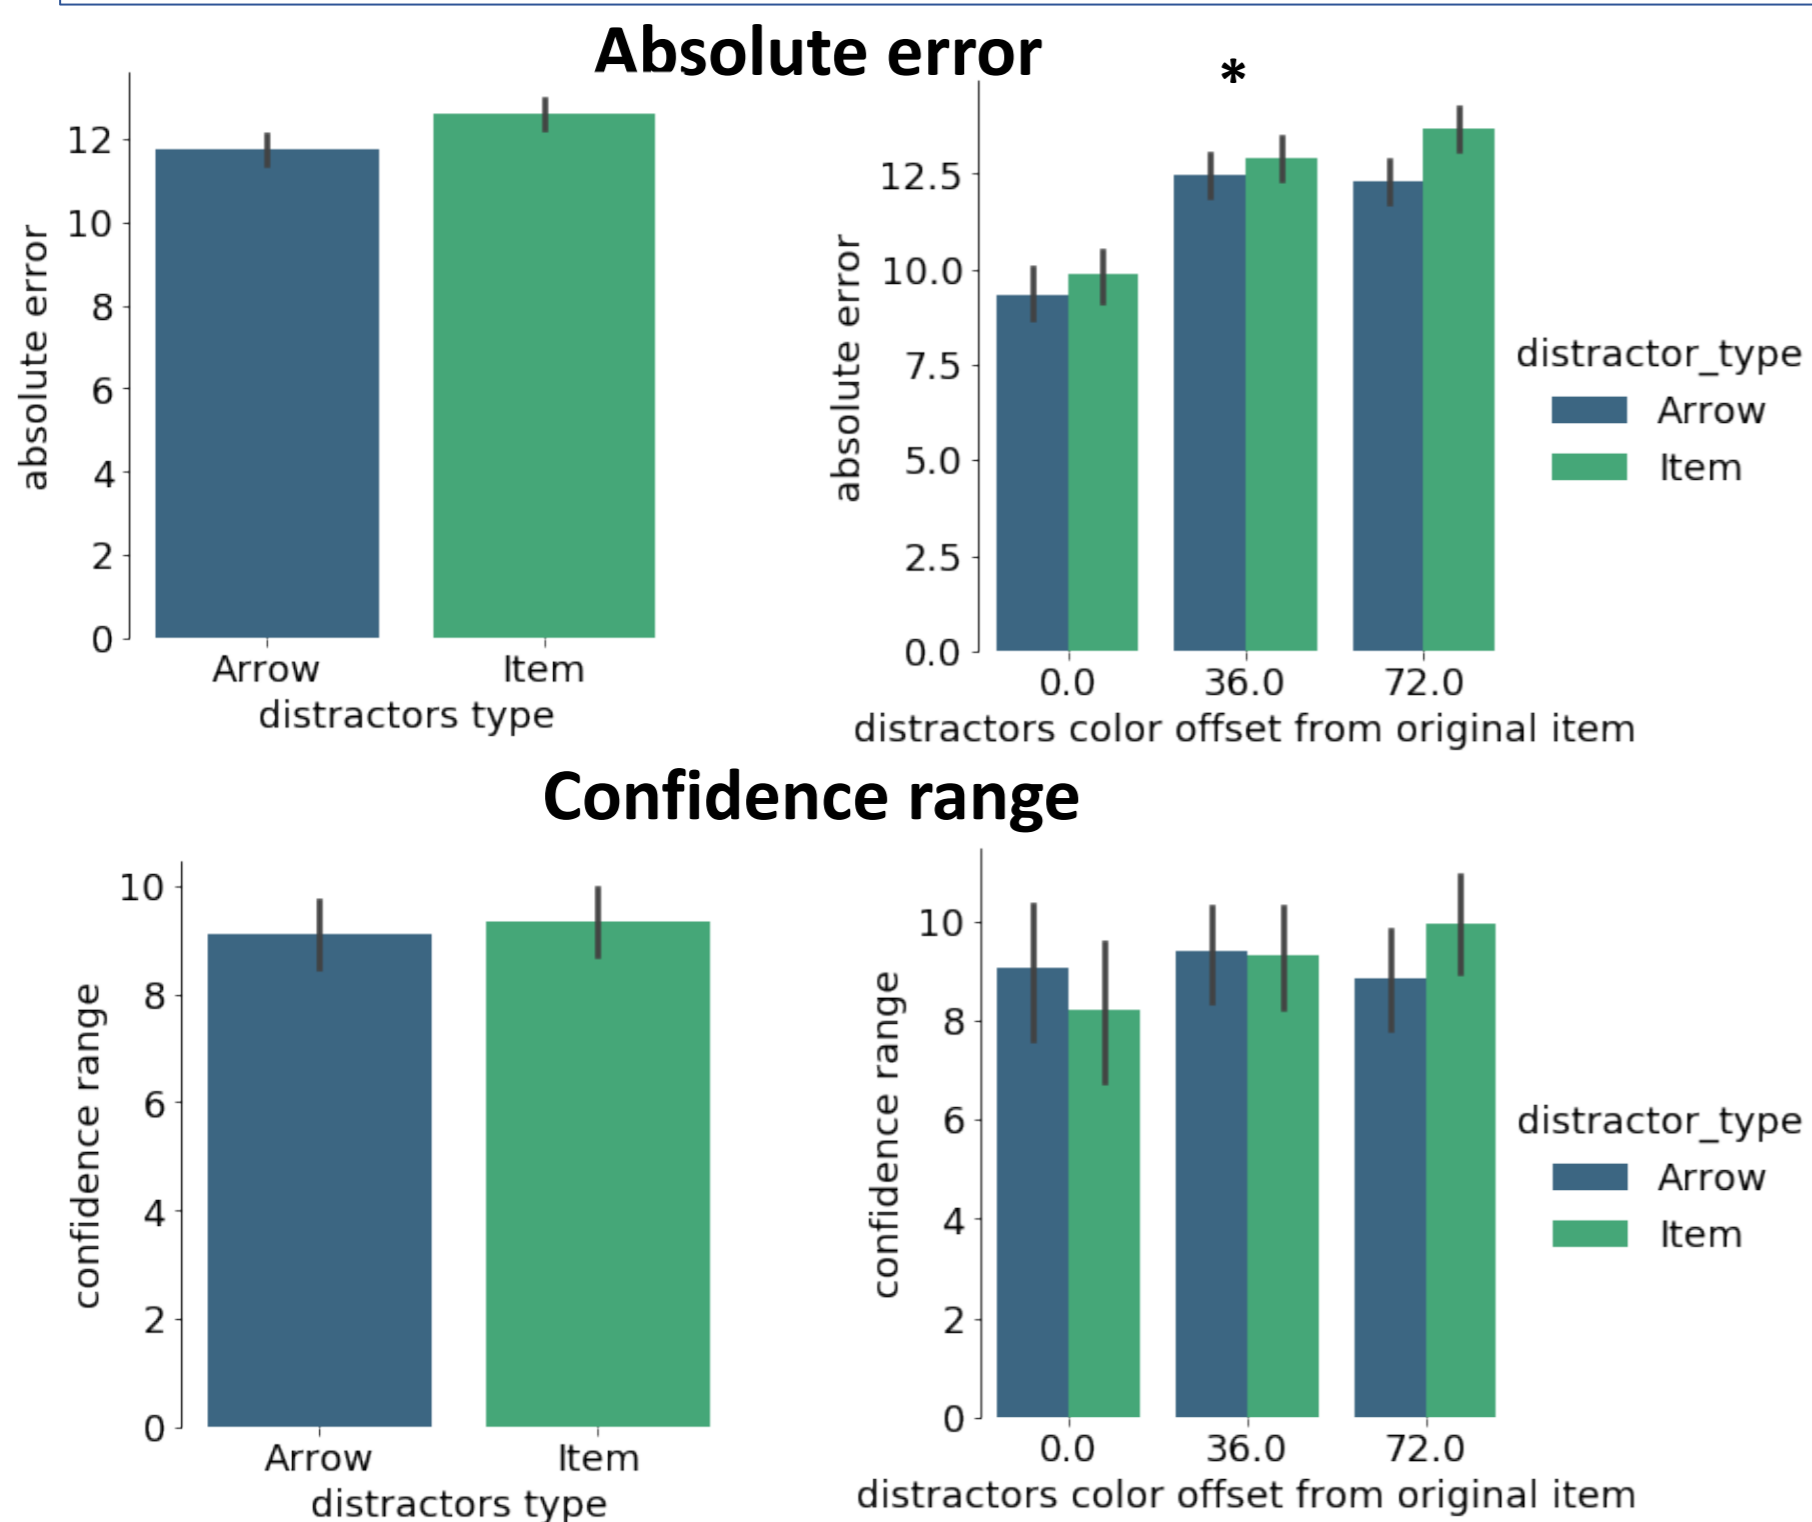 Absolute error
*
absolute error
12
10
8
6
4
2
0
Arrow Item
distractors type
absolute error
12.5
10.0
7.5
5.0
2.5
0.0
0.0 36.0 72.0
distractors color offset from original item
distractor_type
Arrow
Item
Confidence range
confidence range
10
8
6
4
2
0
Arrow Item
distractors type
confidence range
10
8
6
4
2
0
0.0 36.0 72.0
distractors color offset from original item
distractor_type
Arrow
Item